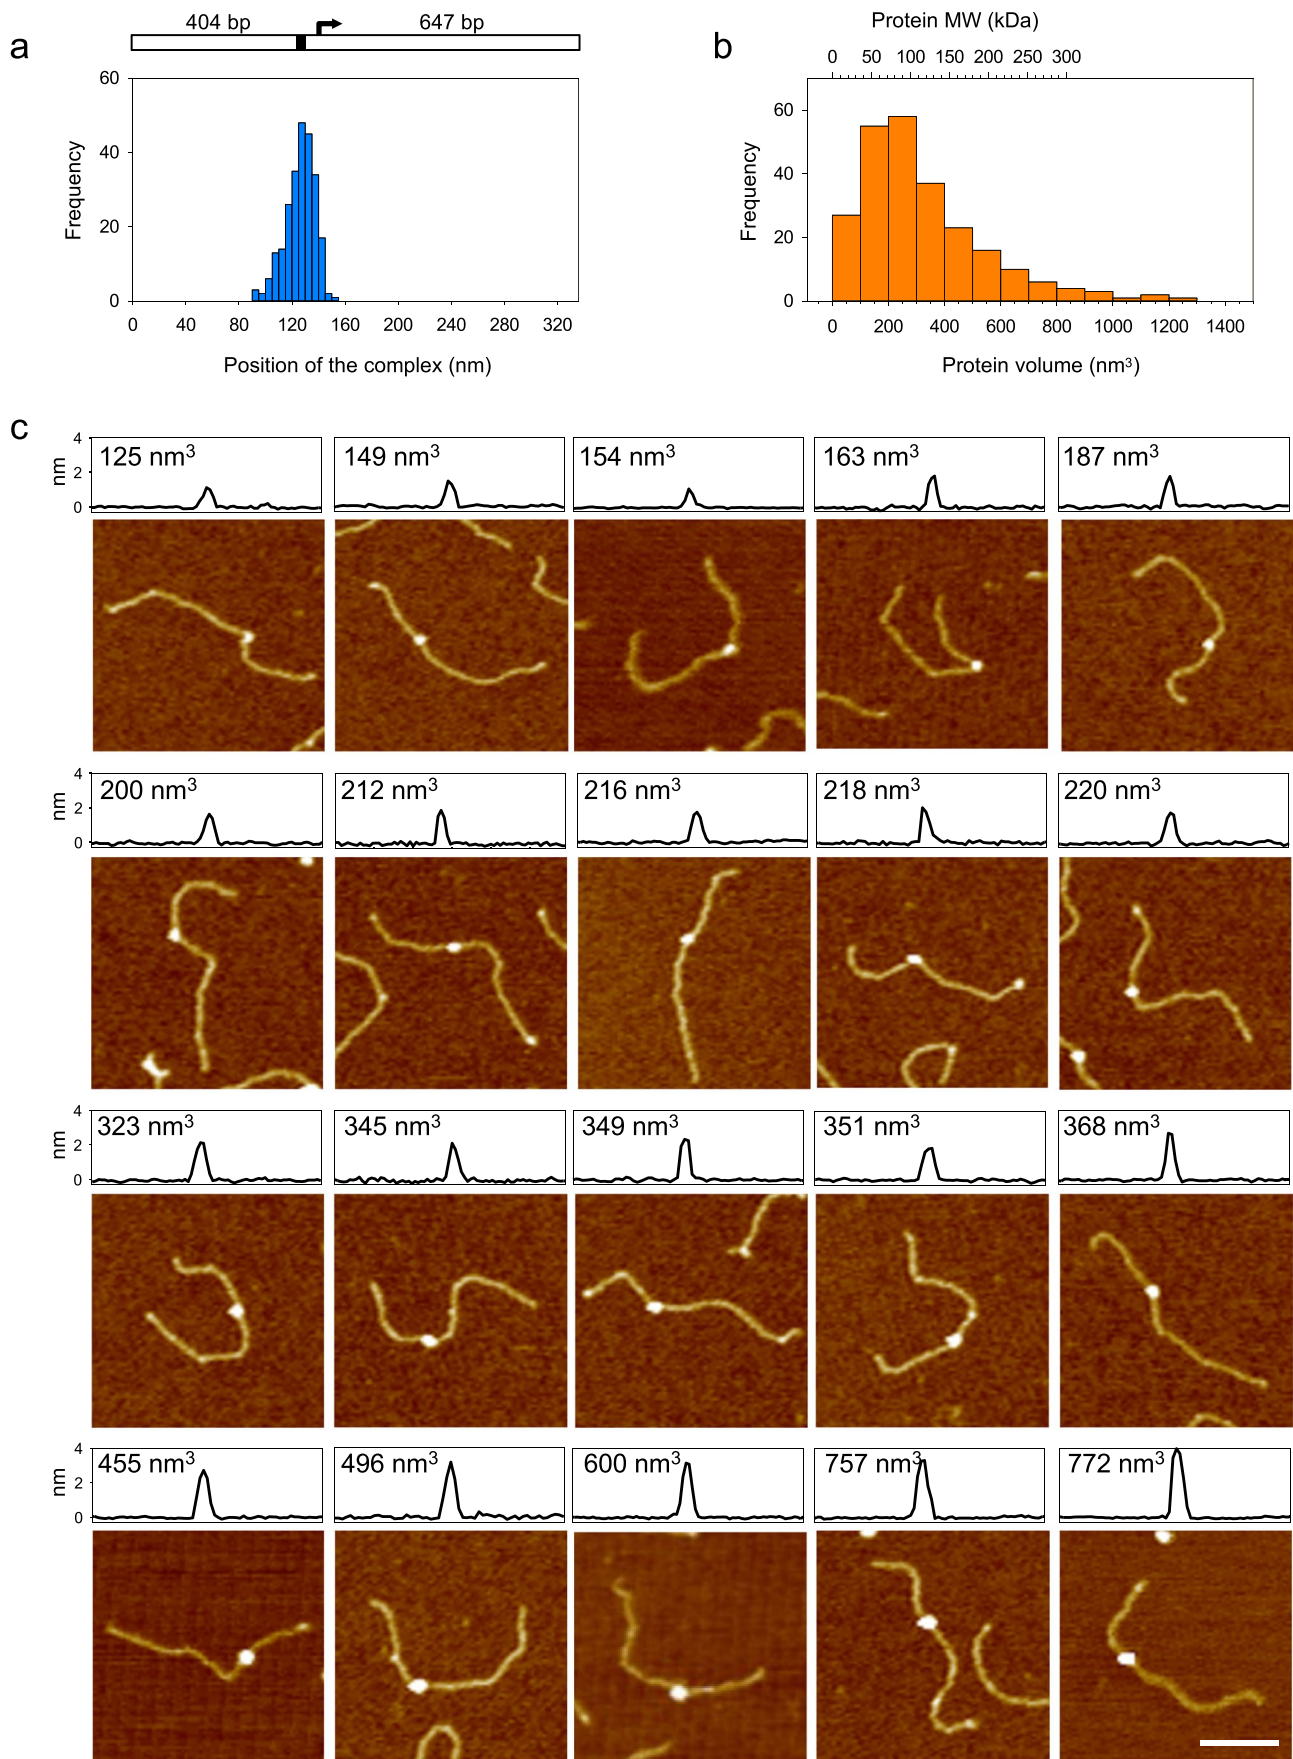 a
404 bp
647 bp
60
40
20
0
Frequency
0 40 80 120 160 200 240 280 320
Position of the complex (nm)
b
Protein MW (kDa)
0 50 100 150 200 250 300
60
40
20
0
Frequency
0 200 400 600 800 1000 1200 1400
Protein volume (nm³)
c
4
2
0
nm
125 nm³
149 nm³
154 nm³
163 nm³
187 nm³
4
2
0
nm
200 nm³
212 nm³
216 nm³
218 nm³
220 nm³
4
2
0
nm
323 nm³
345 nm³
349 nm³
351 nm³
368 nm³
4
2
0
nm
455 nm³
496 nm³
600 nm³
757 nm³
772 nm³